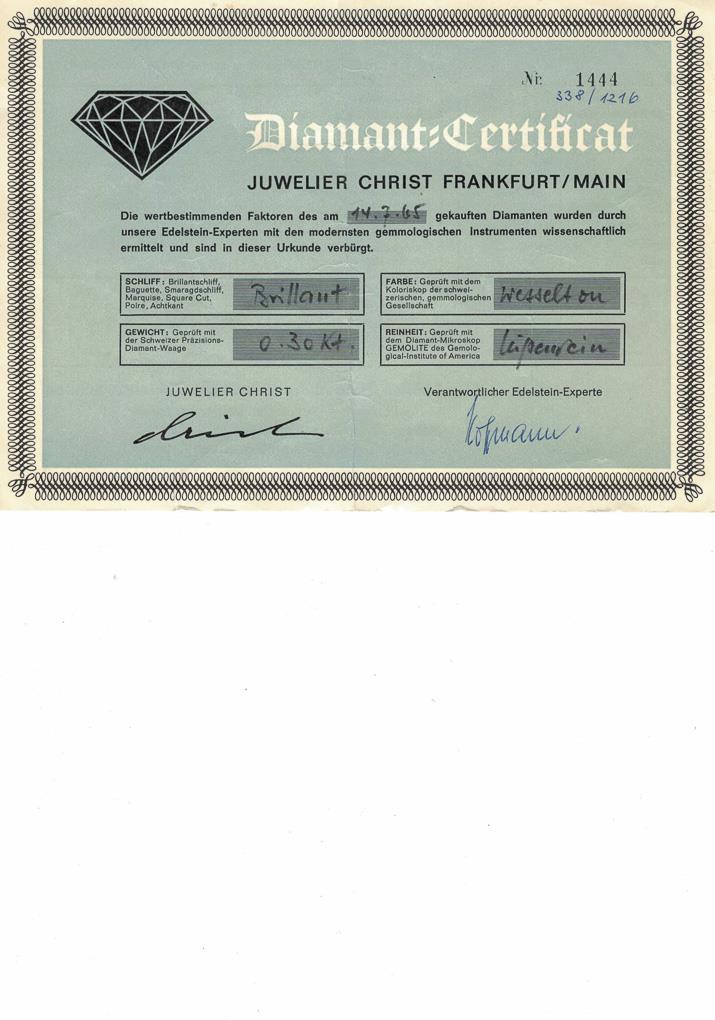 Nr. 1444
338/1216
Diamant-Certificat
JUWELIER CHRIST FRANKFURT/MAIN
Die wertbestimmenden Faktoren des am 14.7.65 gekauften Diamanten wurden durch
unsere Edelstein-Experten mit den modernsten gemmologischen Instrumenten wissenschaftlich
ermittelt und sind in dieser Urkunde verbürgt.
SCHLIFF: Brillantschliff,
Baguette, Smaragdschliff,
Marquise, Square Cut,
Poire, Achtkant
Brillant
FARBE: Geprüft mit dem
Koloriskop der schwei-
zerischen, gemmologischen
Gesellschaft
Wesselton
GEWICHT: Geprüft mit
der Schweizer Präzisions-
Diamant-Waage
0.30 Kt.
REINHEIT: Geprüft mit
dem Diamant-Mikroskop
GEMOLITE des Gemolo-
gical-Institute of America
lupenrein
JUWELIER CHRIST
Verantwortlicher Edelstein-Experte
Christ
Hofmann.